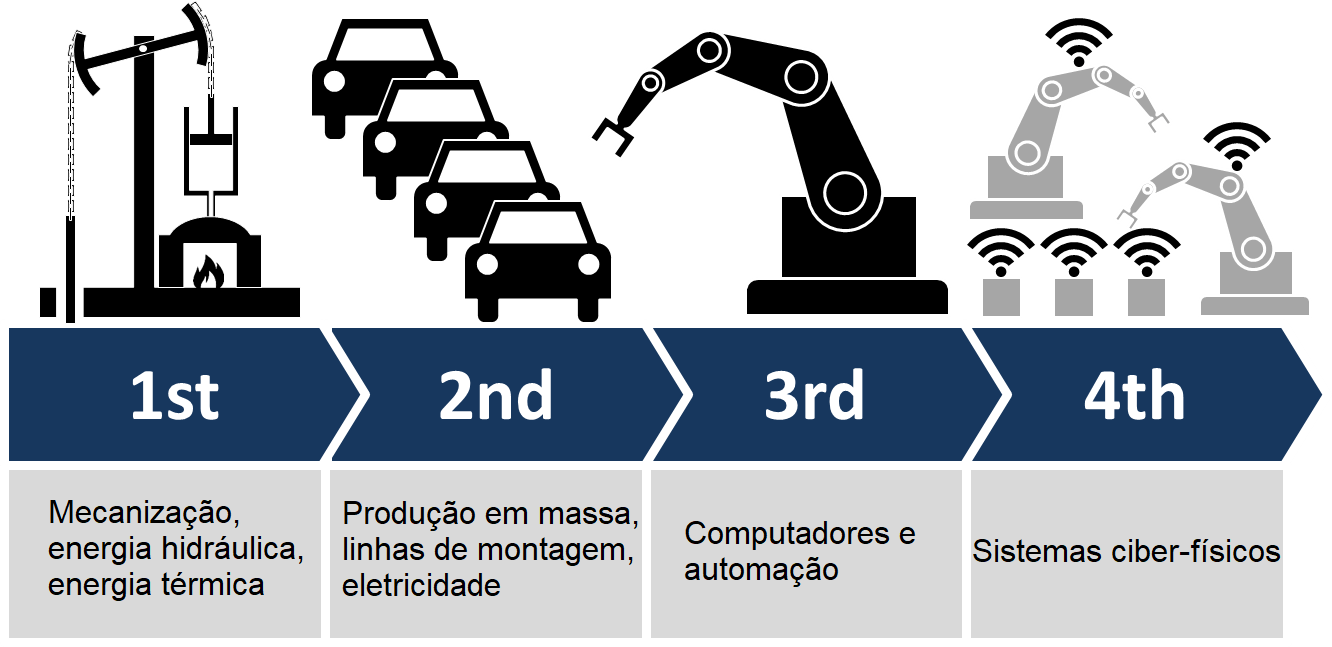 1st
2nd
3rd
4th
Mecanização,
energia hidráulica,
energia térmica
Produção em massa,
linhas de montagem,
eletricidade
Computadores e
automação
Sistemas ciber-físicos